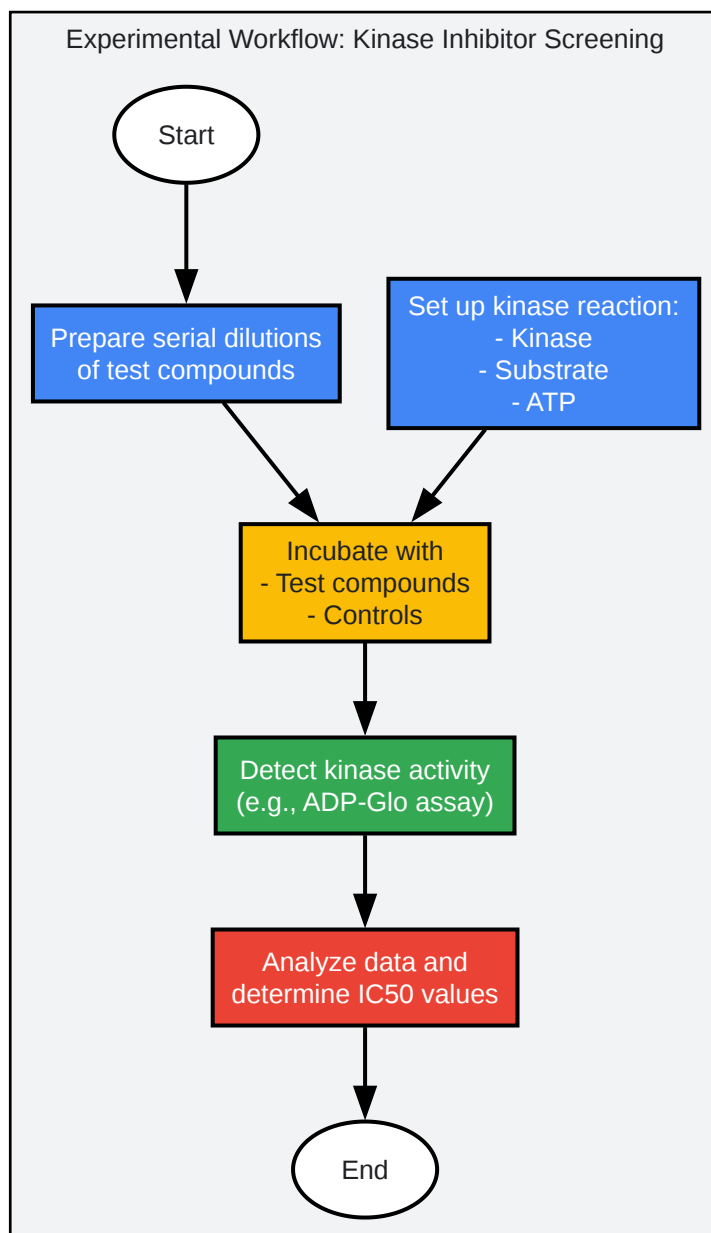 Experimental Workflow: Kinase Inhibitor Screening
Start
Prepare serial dilutions
of test compounds
Set up kinase reaction:
- Kinase
- Substrate
- ATP
Incubate with
- Test compounds
- Controls
Detect kinase activity
(e.g., ADP-Glo assay)
Analyze data and
determine IC50 values
End